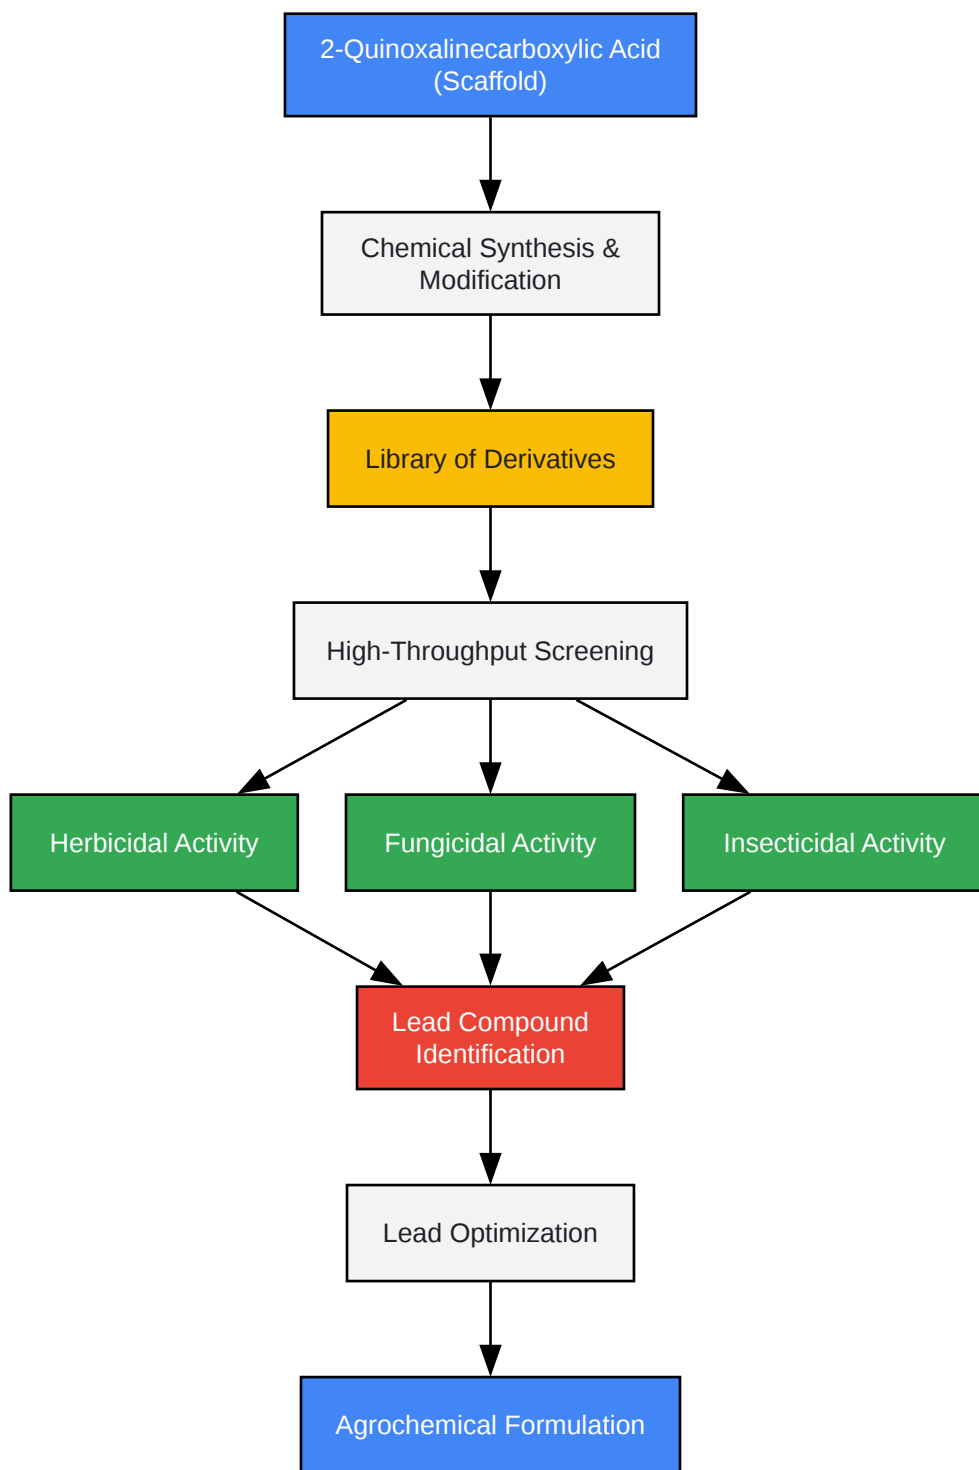 2-Quinoxalinecarboxylic Acid
(Scaffold)
Chemical Synthesis &
Modification
Library of Derivatives
High-Throughput Screening
Herbicidal Activity
Fungicidal Activity
Insecticidal Activity
Lead Compound
Identification
Lead Optimization
Agrochemical Formulation